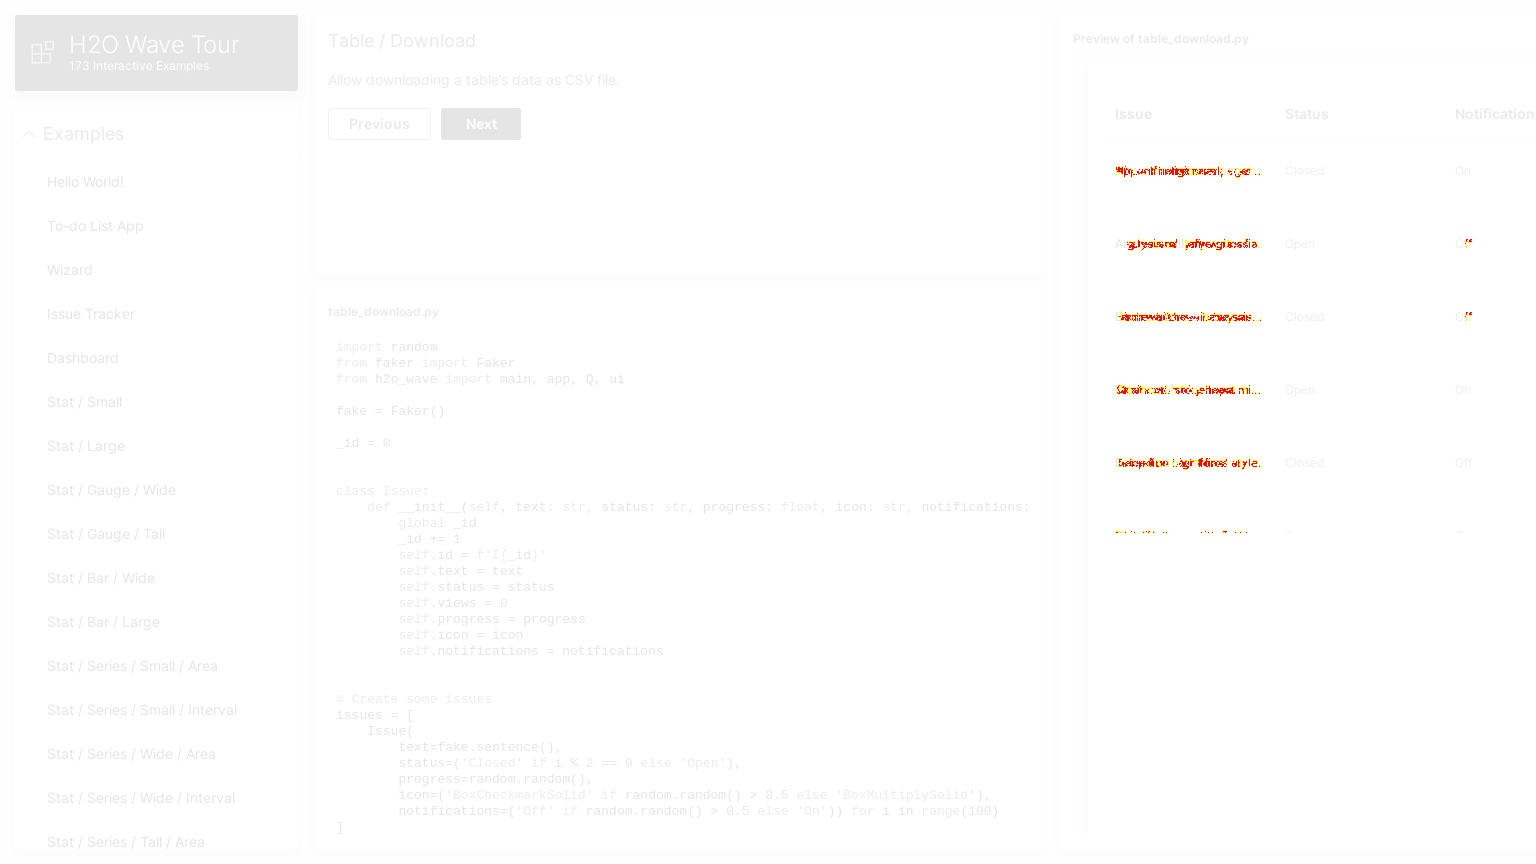 H2O Wave Tour
173 Interactive Examples
Examples
Hello World!
To-do List App
Wizard
Issue Tracker
Dashboard
Stat / Small
Stat / Large
Stat / Gauge / Wide
Stat / Gauge / Tall
Stat / Bar / Wide
Stat / Bar / Large
Stat / Series / Small / Area
Stat / Series / Small / Interval
Stat / Series / Wide / Area
Stat / Series / Wide / Interval
Stat / Series / Tall / Area
Table / Download
Allow downloading a table's data as CSV file.
Previous
Next
table_download.py
import random
from faker import Faker
from h2o_wave import main, app, Q, ui
fake = Faker()
_id = 0
class Issue:
def __init__(self, text: str, status: str, progress: float, icon: str, notifications:
global _id
_id += 1
self.id = f'I{_id}'
self.text = text
self.status = status
self.views = 0
self.progress = progress
self.icon = icon
self.notifications = notifications
# Create some issues
issues = [
Issue(
text=fake.sentence(),
status=('Closed' if i % 2 == 0 else 'Open'),
progress=random.random(),
icon=('BoxCheckmarkSolid' if random.random() > 0.5 else 'BoxMultiplySolid'),
notifications=('Off' if random.random() > 0.5 else 'On')) for i in range(100)
]
Preview of table_download.py
Issue Status Notification
Closed On
Open
Closed
Open On
Closed Off